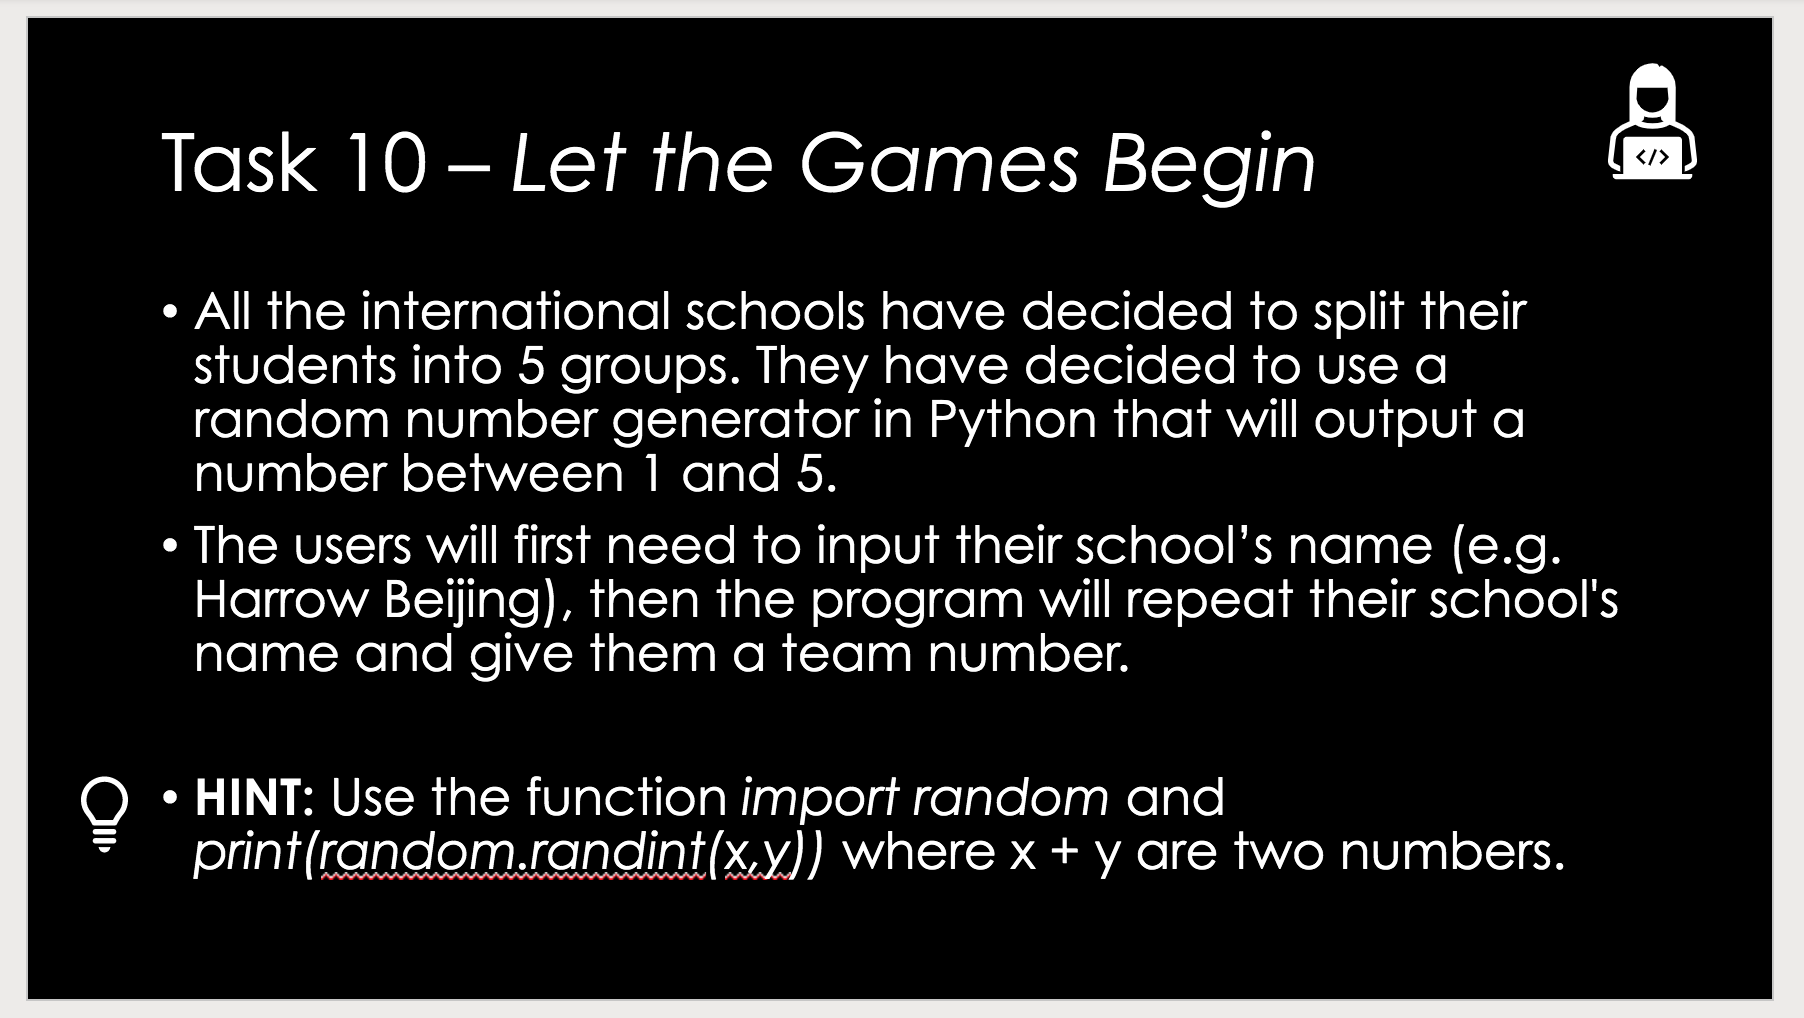 </>
Task 10 – Let the Games Begin
• All the international schools have decided to split their
students into 5 groups. They have decided to use a
random number generator in Python that will output a
number between 1 and 5.
• The users will first need to input their school’s name (e.g.
Harrow Beijing), then the program will repeat their school's
name and give them a team number.
• HINT: Use the function import random and
print(random.randint(x,y)) where x + y are two numbers.